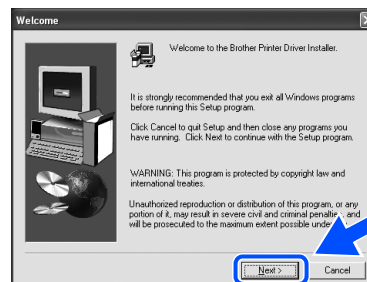 Welcome
Welcome to the Brother Printer Driver Installer.
It is strongly recommended that you exit all Windows programs
before running this Setup program.
Click Cancel to quit Setup and then close any programs you
have running. Click Next to continue with the Setup program.
WARNING: This program is protected by copyright law and
international treaties.
Unauthorized reproduction or distribution of this program, or any
portion of it, may result in severe civil and criminal penalties, and
will be prosecuted to the maximum extent possible under
Next >
Cancel